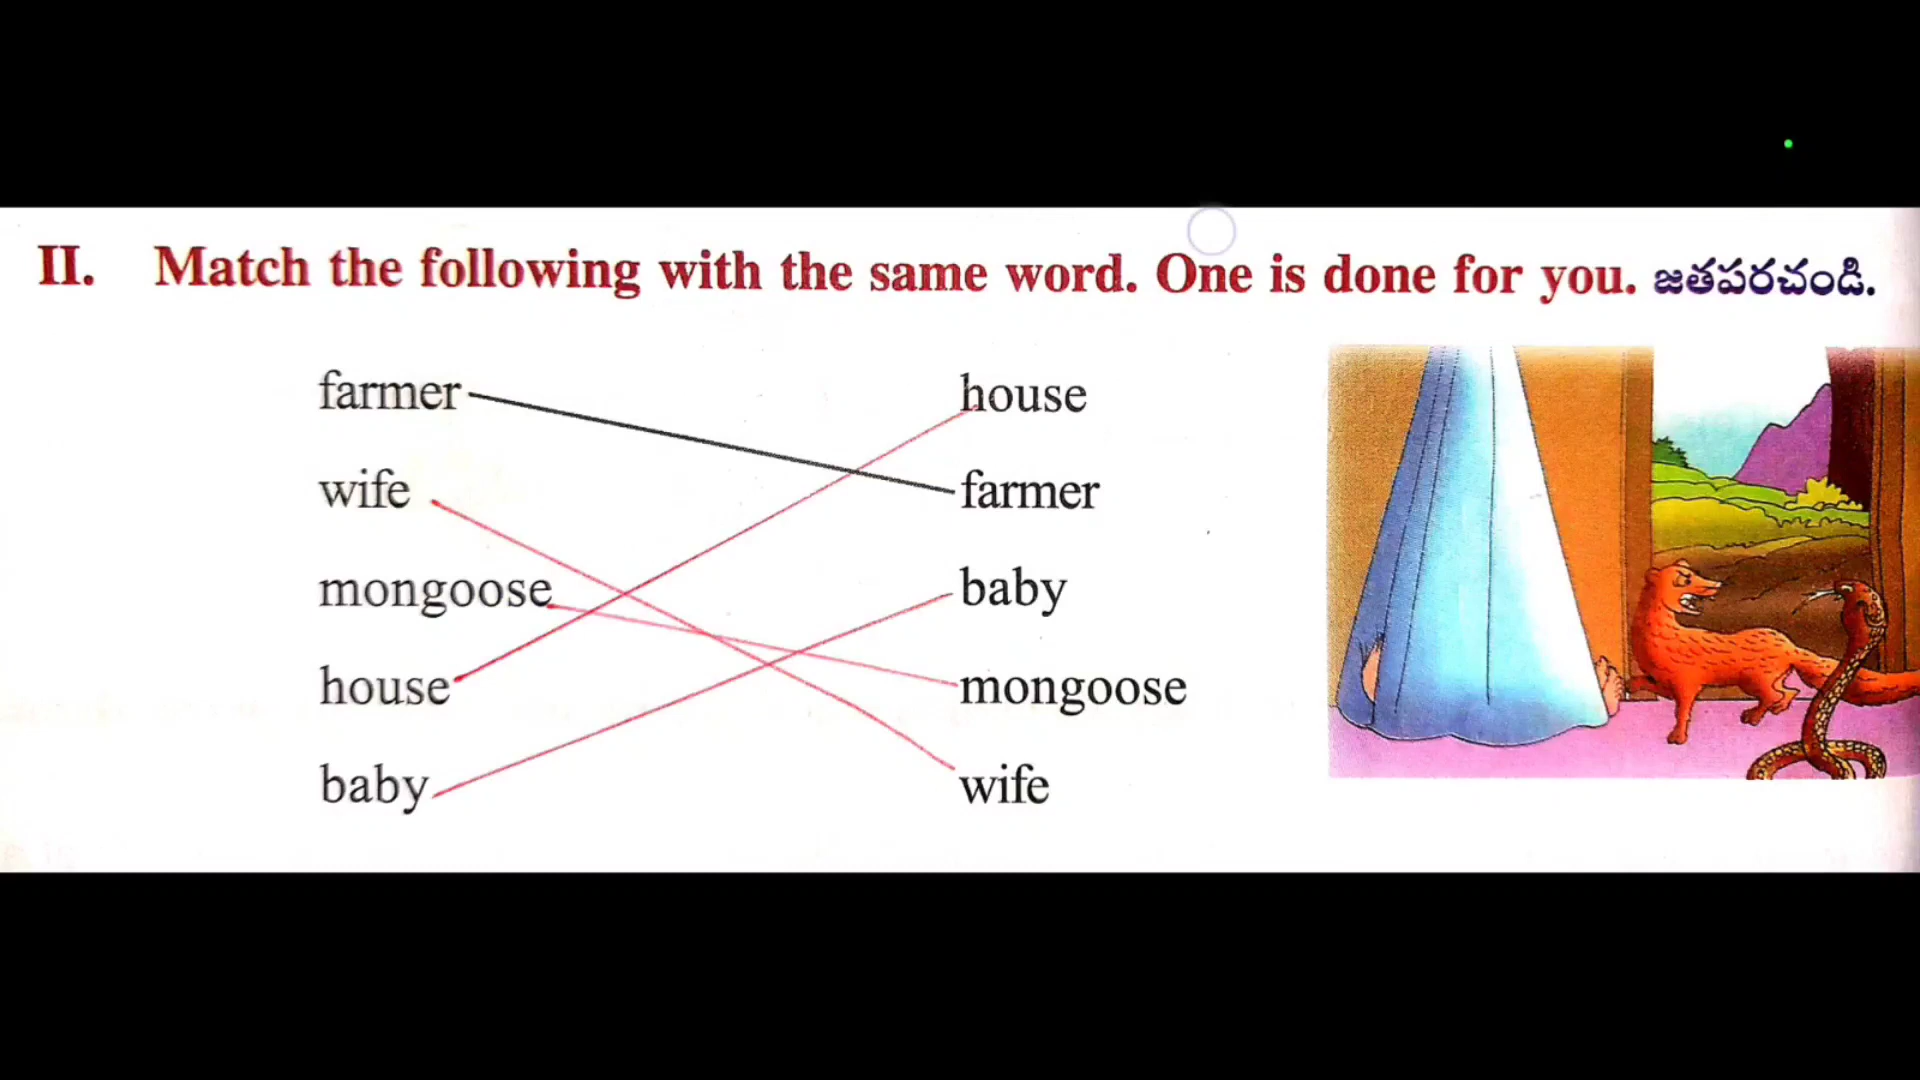 II. Match the following with the same word. One is done for you. జతపరచండి.
farmer house
wife farmer
mongoose baby
house mongoose
baby wife